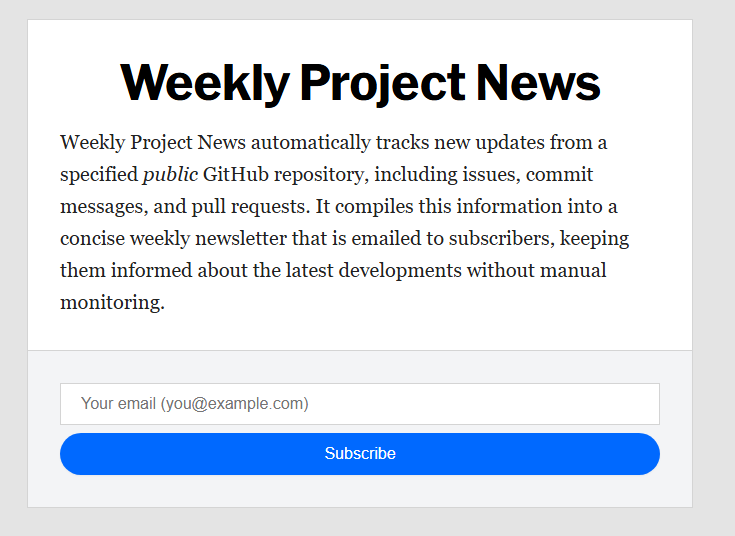 Weekly Project News
Weekly Project News automatically tracks new updates from a
specified public GitHub repository, including issues, commit
messages, and pull requests. It compiles this information into a
concise weekly newsletter that is emailed to subscribers, keeping
them informed about the latest developments without manual
monitoring.
Your email (you@example.com)
Subscribe